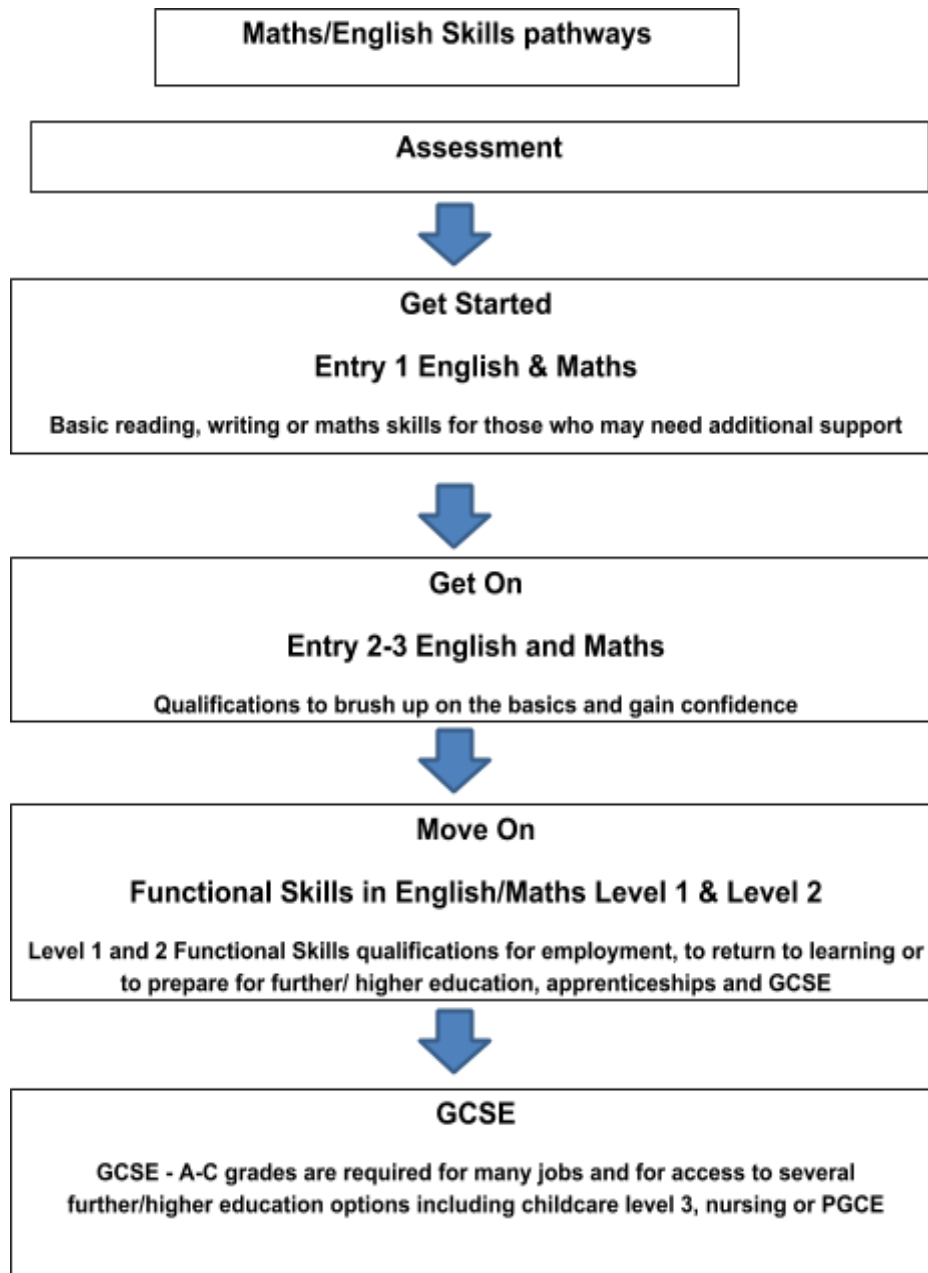 Maths/English Skills pathways
Assessment
Get Started
Entry 1 English & Maths
Basic reading, writing or maths skills for those who may need additional support
Get On
Entry 2-3 English and Maths
Qualifications to brush up on the basics and gain confidence
Move On
Functional Skills in English/Maths Level 1 & Level 2
Level 1 and 2 Functional Skills qualifications for employment, to return to learning or
to prepare for further/ higher education, apprenticeships and GCSE
GCSE
GCSE - A-C grades are required for many jobs and for access to several
further/higher education options including childcare level 3, nursing or PGCE